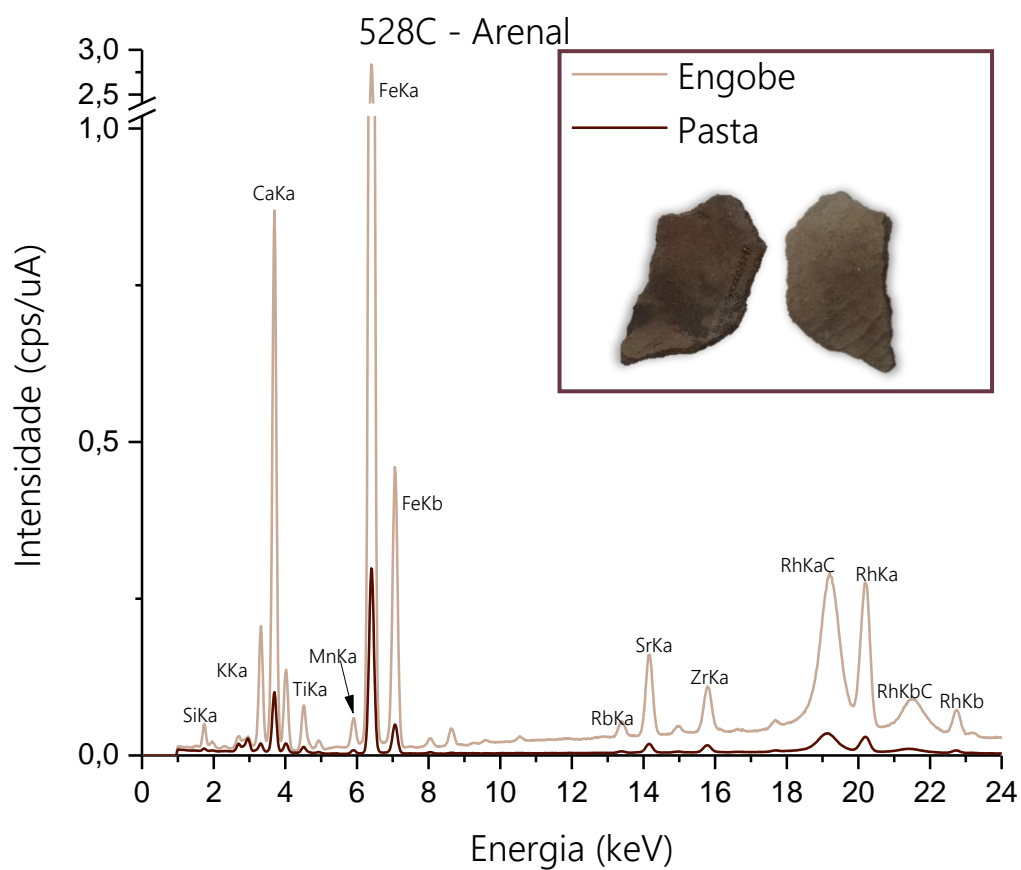 528C - Arenal
Engobe
Pasta
3,0
2,5
1,0
0,5
0,0
Intensidade (cps/uA)
FeKa
CaKa
FeKb
KKa
MnKa
TiKa
SiKa
RbKa
SrKa
ZrKa
RhKaC
RhKa
RhKbC
RhKb
0 2 4 6 8 10 12 14 16 18 20 22 24
Energia (keV)